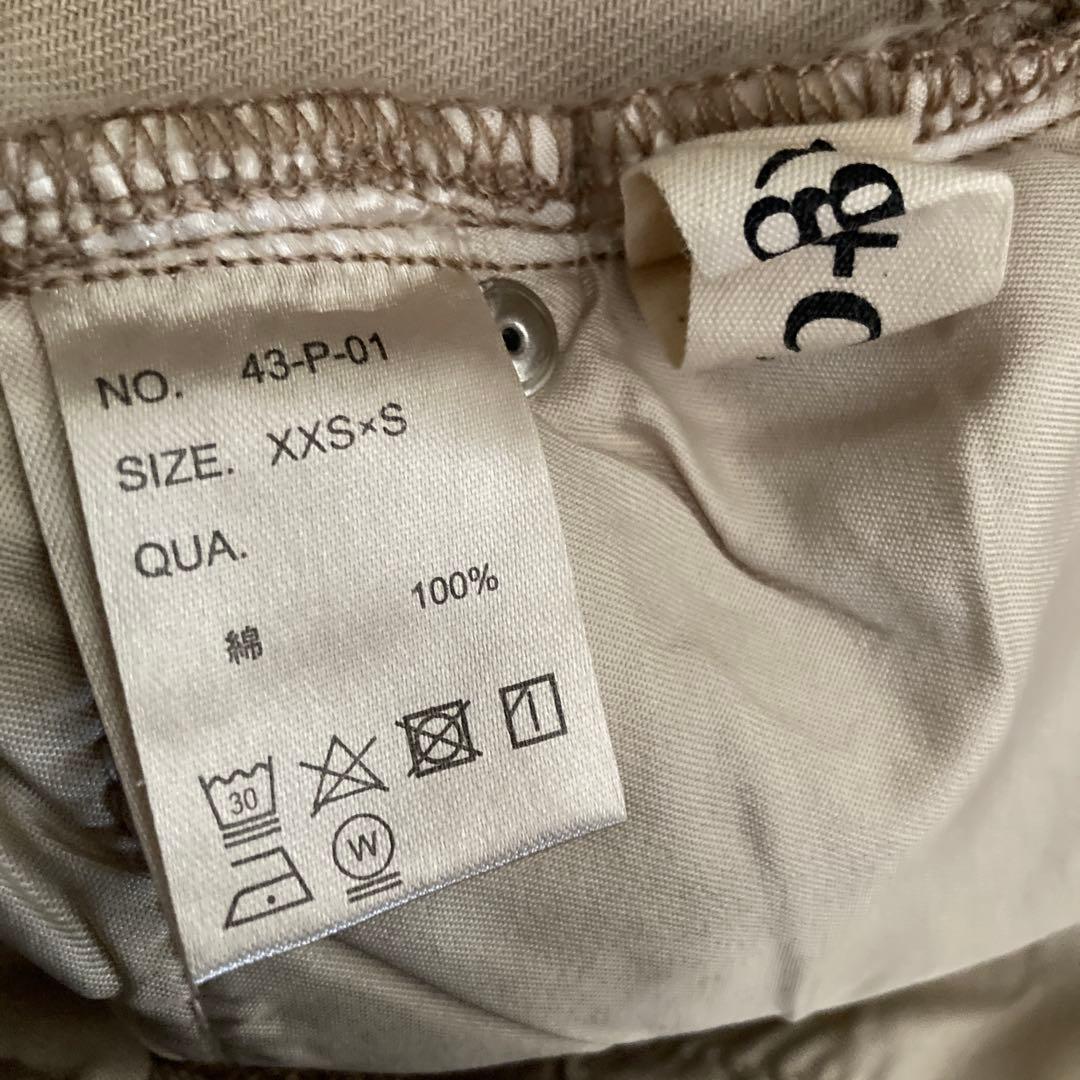 NO. 43-P-01
SIZE. XXS×S
QUA.
綿 100%
30
W